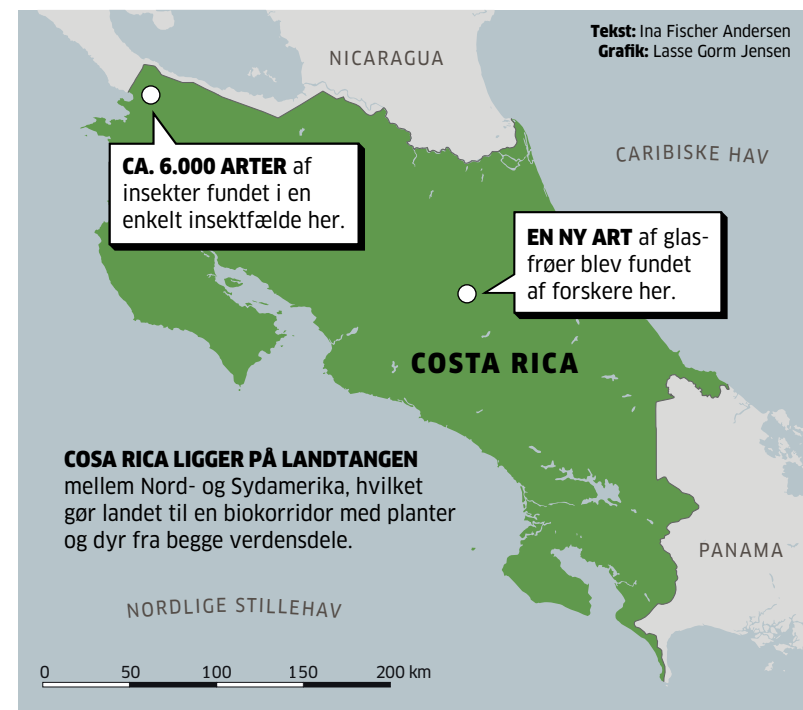 Tekst: Ina Fischer Andersen
Grafik: Lasse Gorm Jensen
NICARAGUA
CARIBISKE HAV
CA. 6.000 ARTER af
insekter fundet i en
enkelt insektfælde her.
EN NY ART af glas-
frøer blev fundet
af forskere her.
COSTA RICA
COSA RICA LIGGER PÅ LANDTANGEN
mellem Nord- og Sydamerika, hvilket
gør landet til en biokorridor med planter
og dyr fra begge verdensdele.
PANAMA
NORDLIGE STILLEHAV
0 50 100 150 200 km